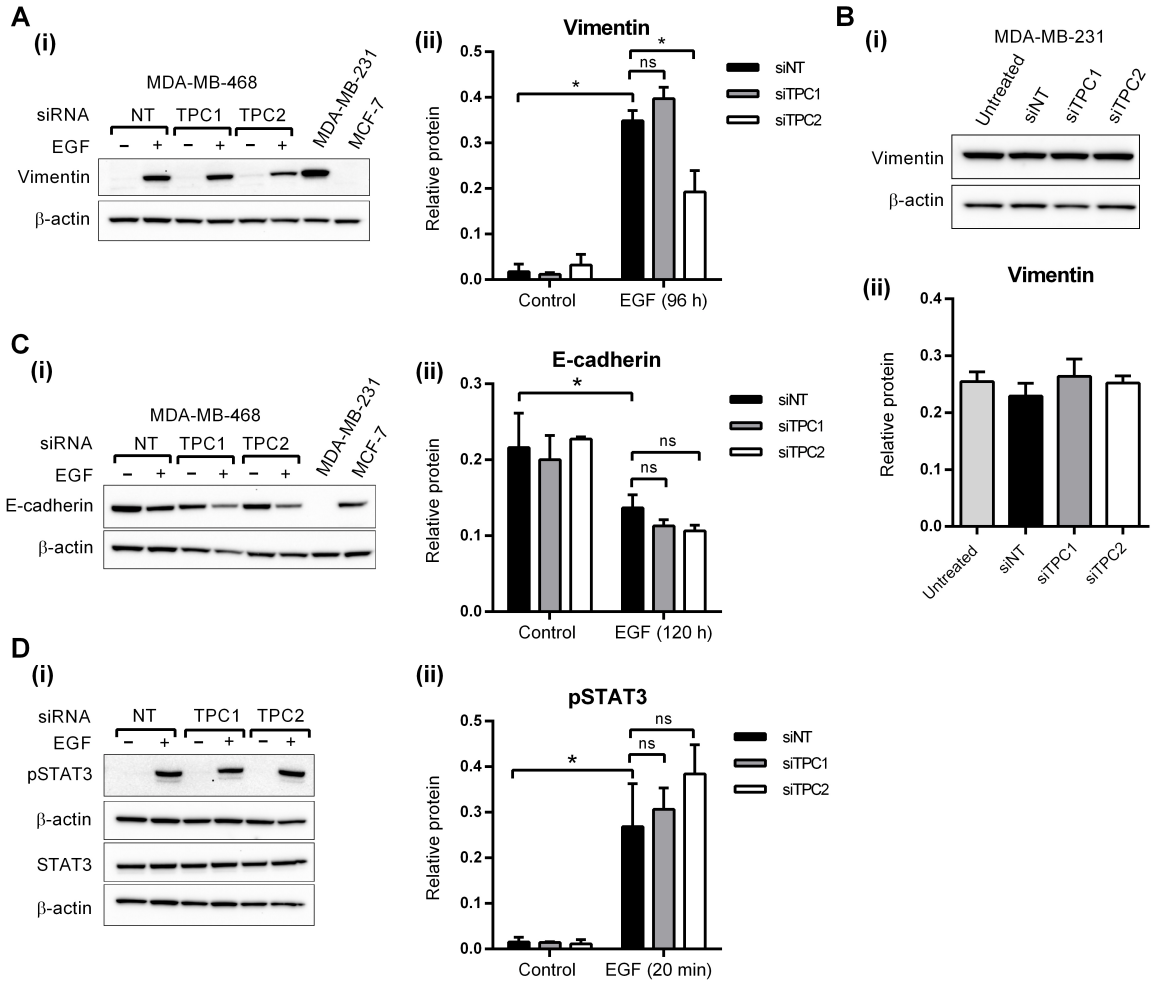 A
(i)
MDA-MB-468
MDA-MB-231
MCF-7
siRNA NT TPC1 TPC2
EGF – + – + – +
Vimentin
β-actin
(ii)
Vimentin
Relative protein
0.5
0.4
0.3
0.2
0.1
0.0
*
ns
*
siNT
siTPC1
siTPC2
Control EGF (96 h)
B
(i)
MDA-MB-231
Untreated siNT siTPC1 siTPC2
Vimentin
β-actin
(ii)
Vimentin
Relative protein
0.4
0.3
0.2
0.1
0.0
Untreated siNT siTPC1 siTPC2
C
(i)
MDA-MB-468
MDA-MB-231
MCF-7
siRNA NT TPC1 TPC2
EGF – + – + – +
E-cadherin
β-actin
(ii)
E-cadherin
Relative protein
0.3
0.2
0.1
0.0
*
ns
ns
siNT
siTPC1
siTPC2
Control EGF (120 h)
D
(i)
siRNA NT TPC1 TPC2
EGF – + – + – +
pSTAT3
β-actin
STAT3
β-actin
(ii)
pSTAT3
Relative protein
0.5
0.4
0.3
0.2
0.1
0.0
*
ns
ns
siNT
siTPC1
siTPC2
Control EGF (20 min)